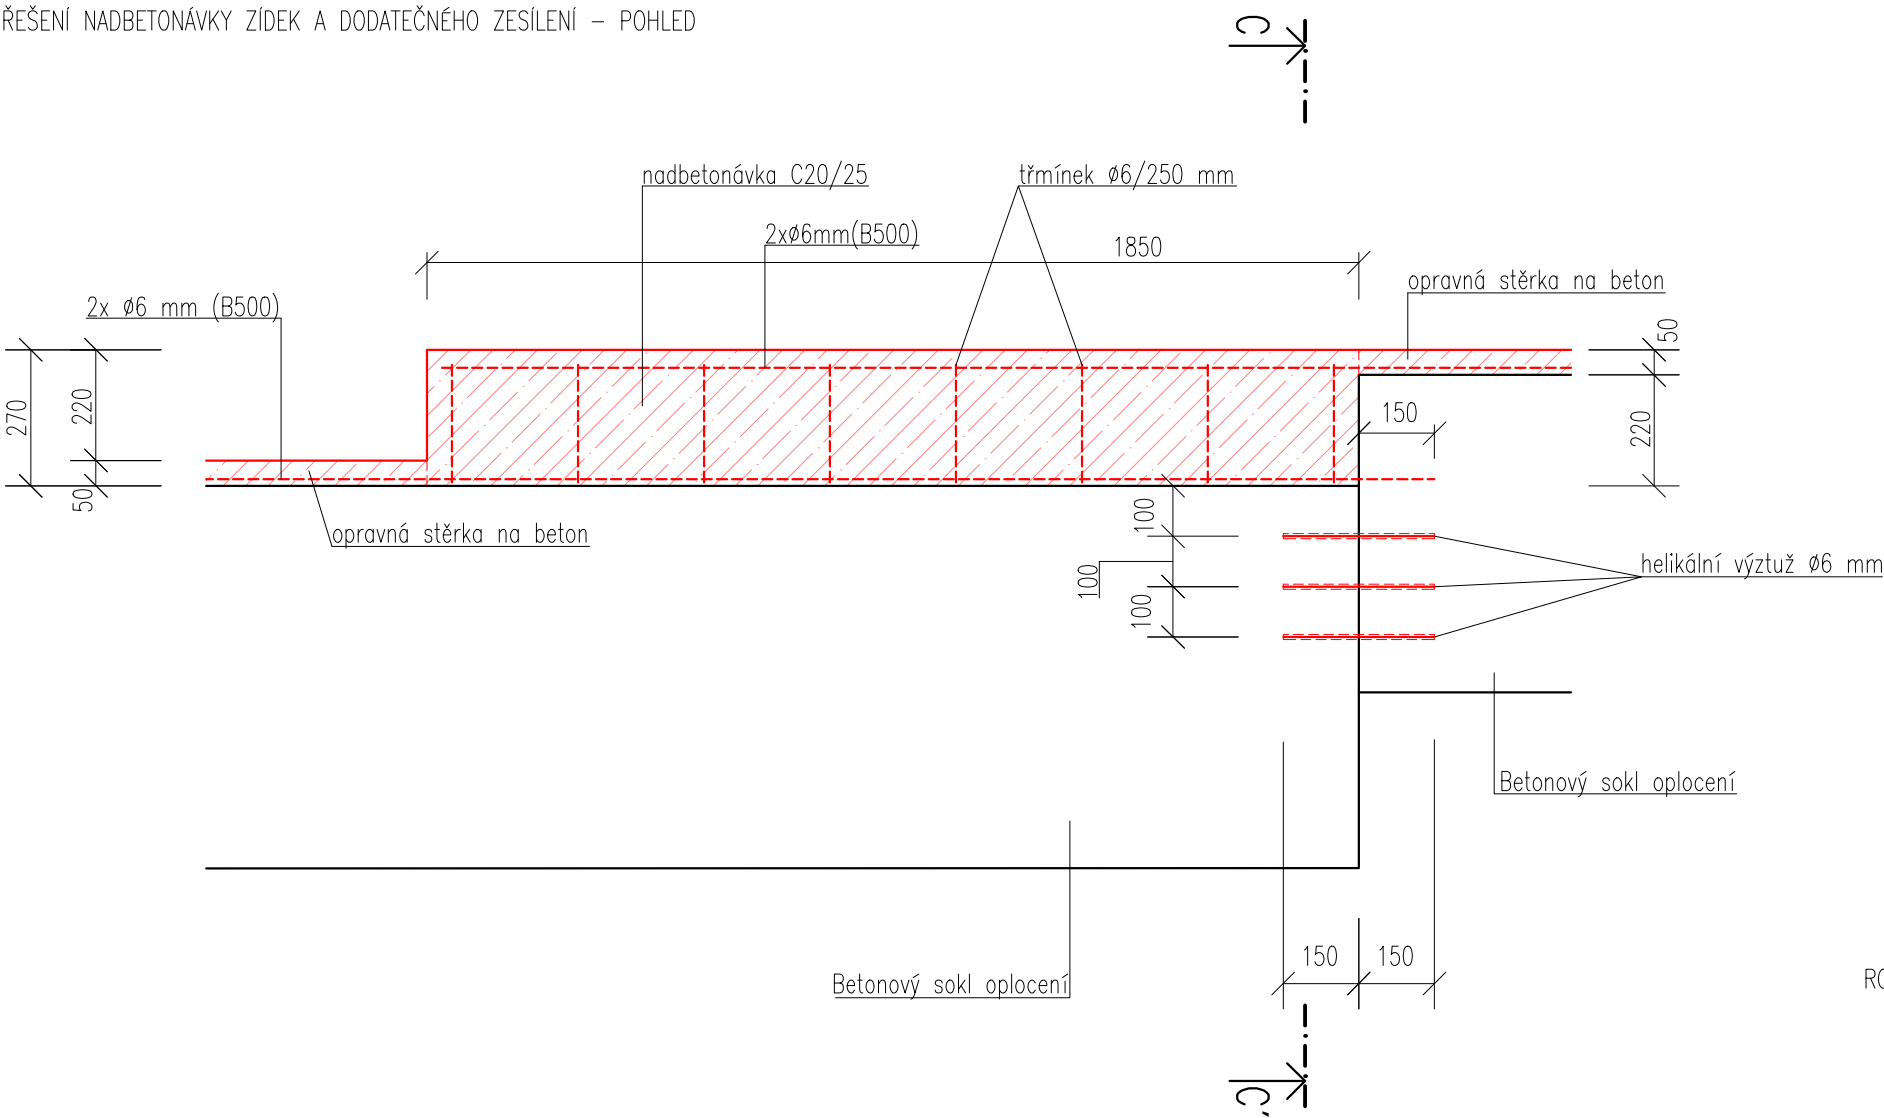 ŘEŠENÍ NADBETONÁVKY ZÍDEK A DODATEČNÉHO ZESÍLENÍ – POHLED
C
nadbetonávka C20/25
třmínek ø6/250 mm
2xø6mm(B500)
1850
opravná stěrka na beton
2x ø6 mm (B500)
50
270
220
150
220
50
opravná stěrka na beton
100
100
100
helikální výztuž ø6 mm
Betonový sokl oplocení
Betonový sokl oplocení
150
150
C'